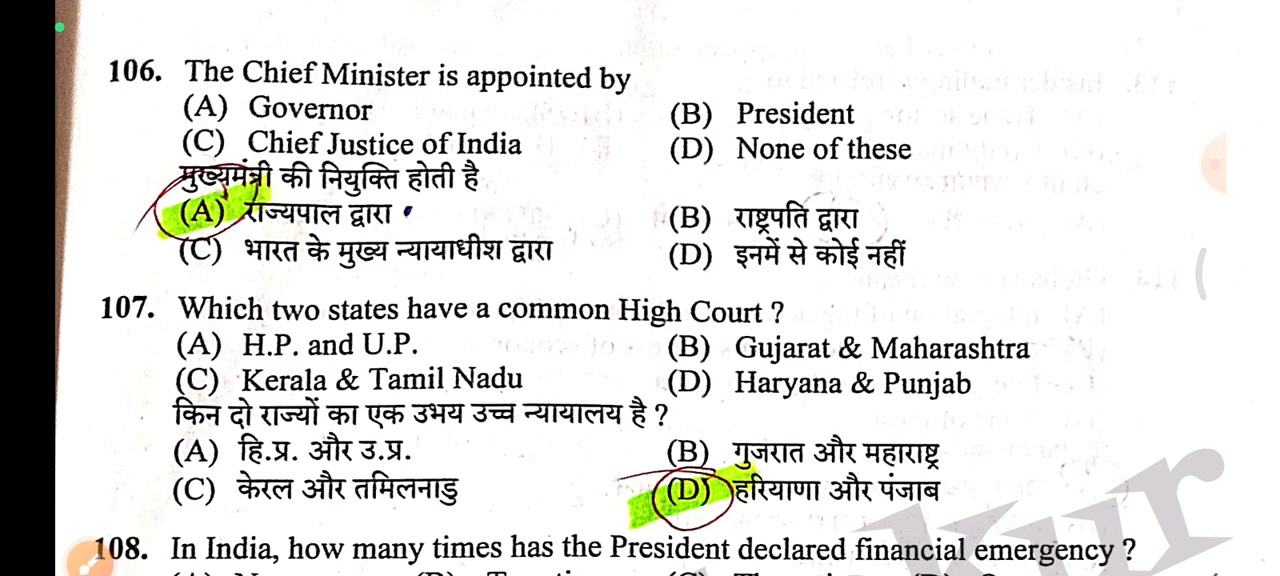 106. The Chief Minister is appointed by
(A) Governor (B) President
(C) Chief Justice of India (D) None of these
मुख्यमंत्री की नियुक्ति होती है
(A) राज्यपाल द्वारा (B) राष्ट्रपति द्वारा
(C) भारत के मुख्य न्यायाधीश द्वारा (D) इनमें से कोई नहीं
107. Which two states have a common High Court ?
(A) H.P. and U.P. (B) Gujarat & Maharashtra
(C) Kerala & Tamil Nadu (D) Haryana & Punjab
किन दो राज्यों का एक उभय उच्च न्यायालय है ?
(A) हि.प्र. और उ.प्र. (B) गुजरात और महाराष्ट्र
(C) केरल और तमिलनाडु (D) हरियाणा और पंजाब
108. In India, how many times has the President declared financial emergency ?